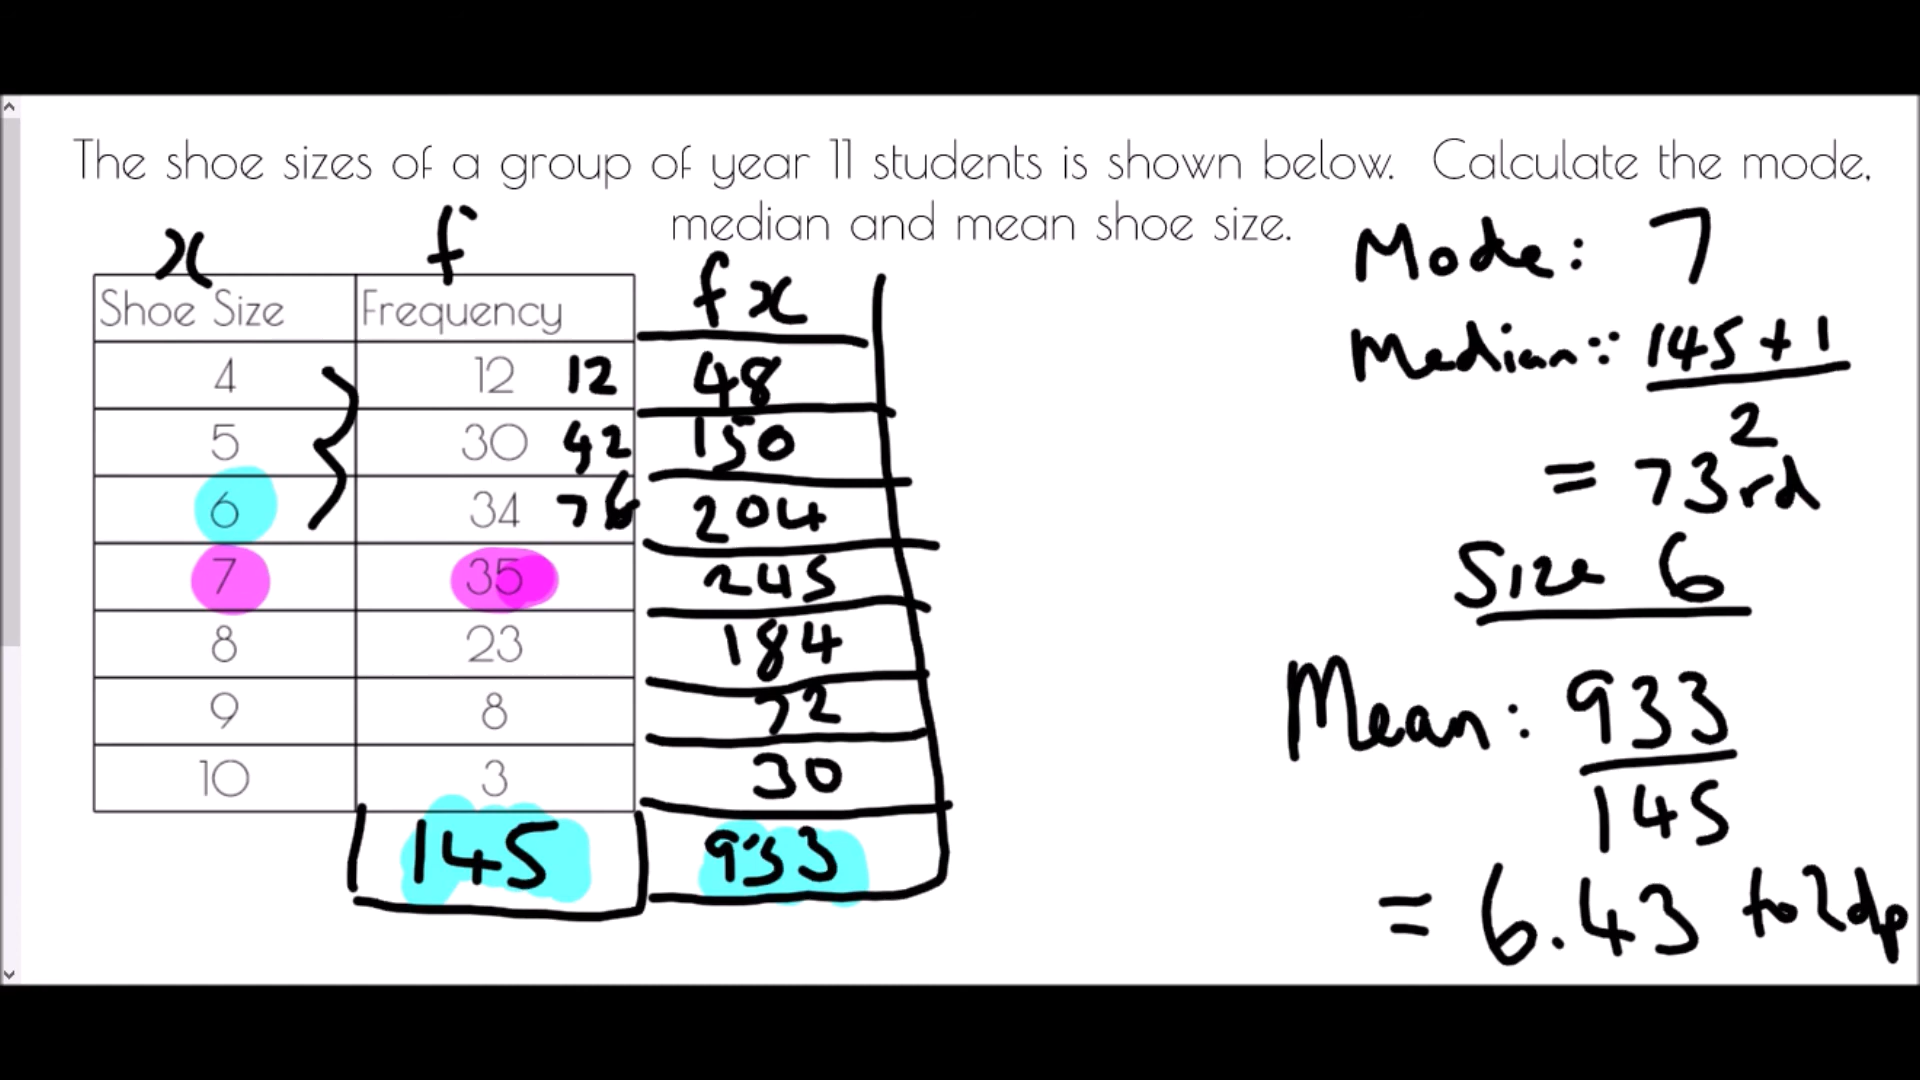 The shoe sizes of a group of year 11 students is shown below. Calculate the mode,
median and mean shoe size.
x f fx
Shoe Size Frequency
4 12 12 48
5 30 42 150
6 34 76 204
7 35 245
8 23 184
9 8 72
10 3 30
145 933
Mode: 7
Median: 145 + 1
2
= 73rd
Size 6
Mean: 933
145
= 6.43 to 2dp